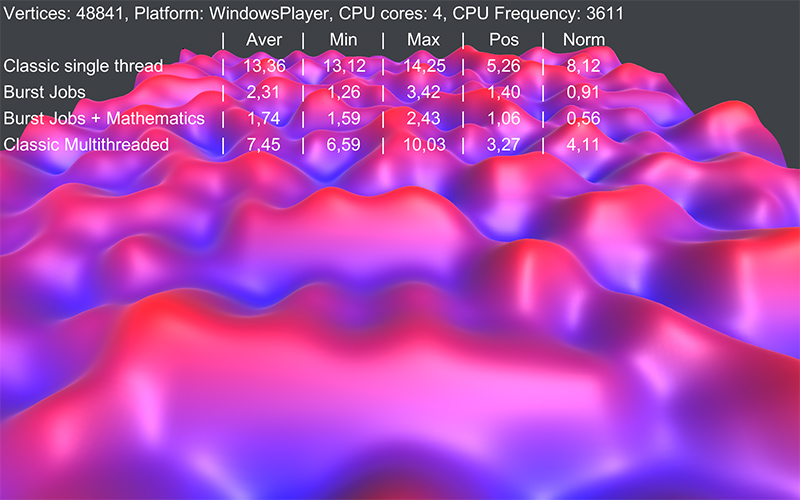 Vertices: 48841, Platform: WindowsPlayer, CPU cores: 4, CPU Frequency: 3611
| Aver | Min | Max | Pos | Norm
Classic single thread | 13,36 | 13,12 | 14,25 | 5,26 | 8,12
Burst Jobs | 2,31 | 1,26 | 3,42 | 1,40 | 0,91
Burst Jobs + Mathematics | 1,74 | 1,59 | 2,43 | 1,06 | 0,56
Classic Multithreaded | 7,45 | 6,59 | 10,03 | 3,27 | 4,11